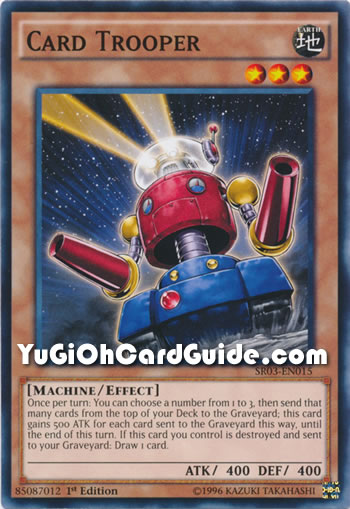 CARD TROOPER
EARTH
地
YuGiOhCardGuide.com
SR03-EN015
[MACHINE/EFFECT]
Once per turn: You can choose a number from 1 to 3, then send that
many cards from the top of your Deck to the Graveyard; this card
gains 500 ATK for each card sent to the Graveyard this way, until
the end of this turn. If this card you control is destroyed and sent
to your Graveyard: Draw 1 card.
ATK/ 400 DEF/ 400
85087012 1st Edition ©1996 KAZUKI TAKAHASHI